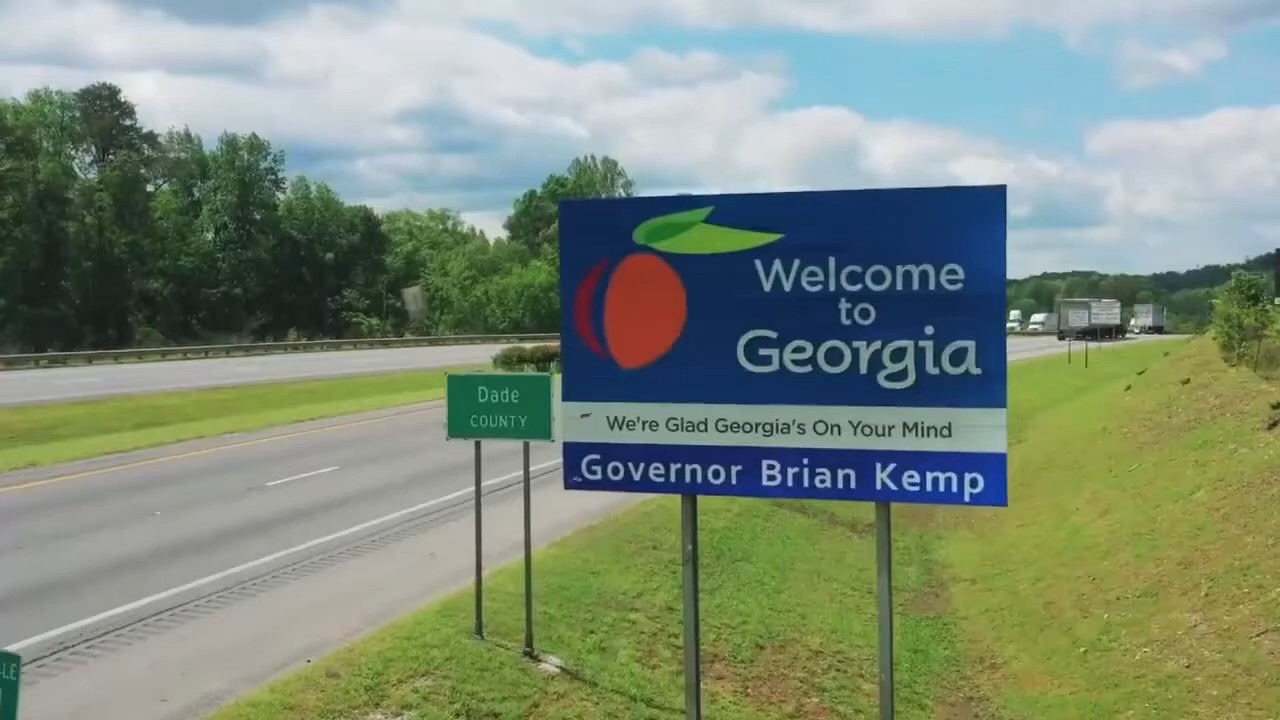 Welcome
to
Georgia
We're Glad Georgia's On Your Mind
Governor Brian Kemp
Dade
COUNTY